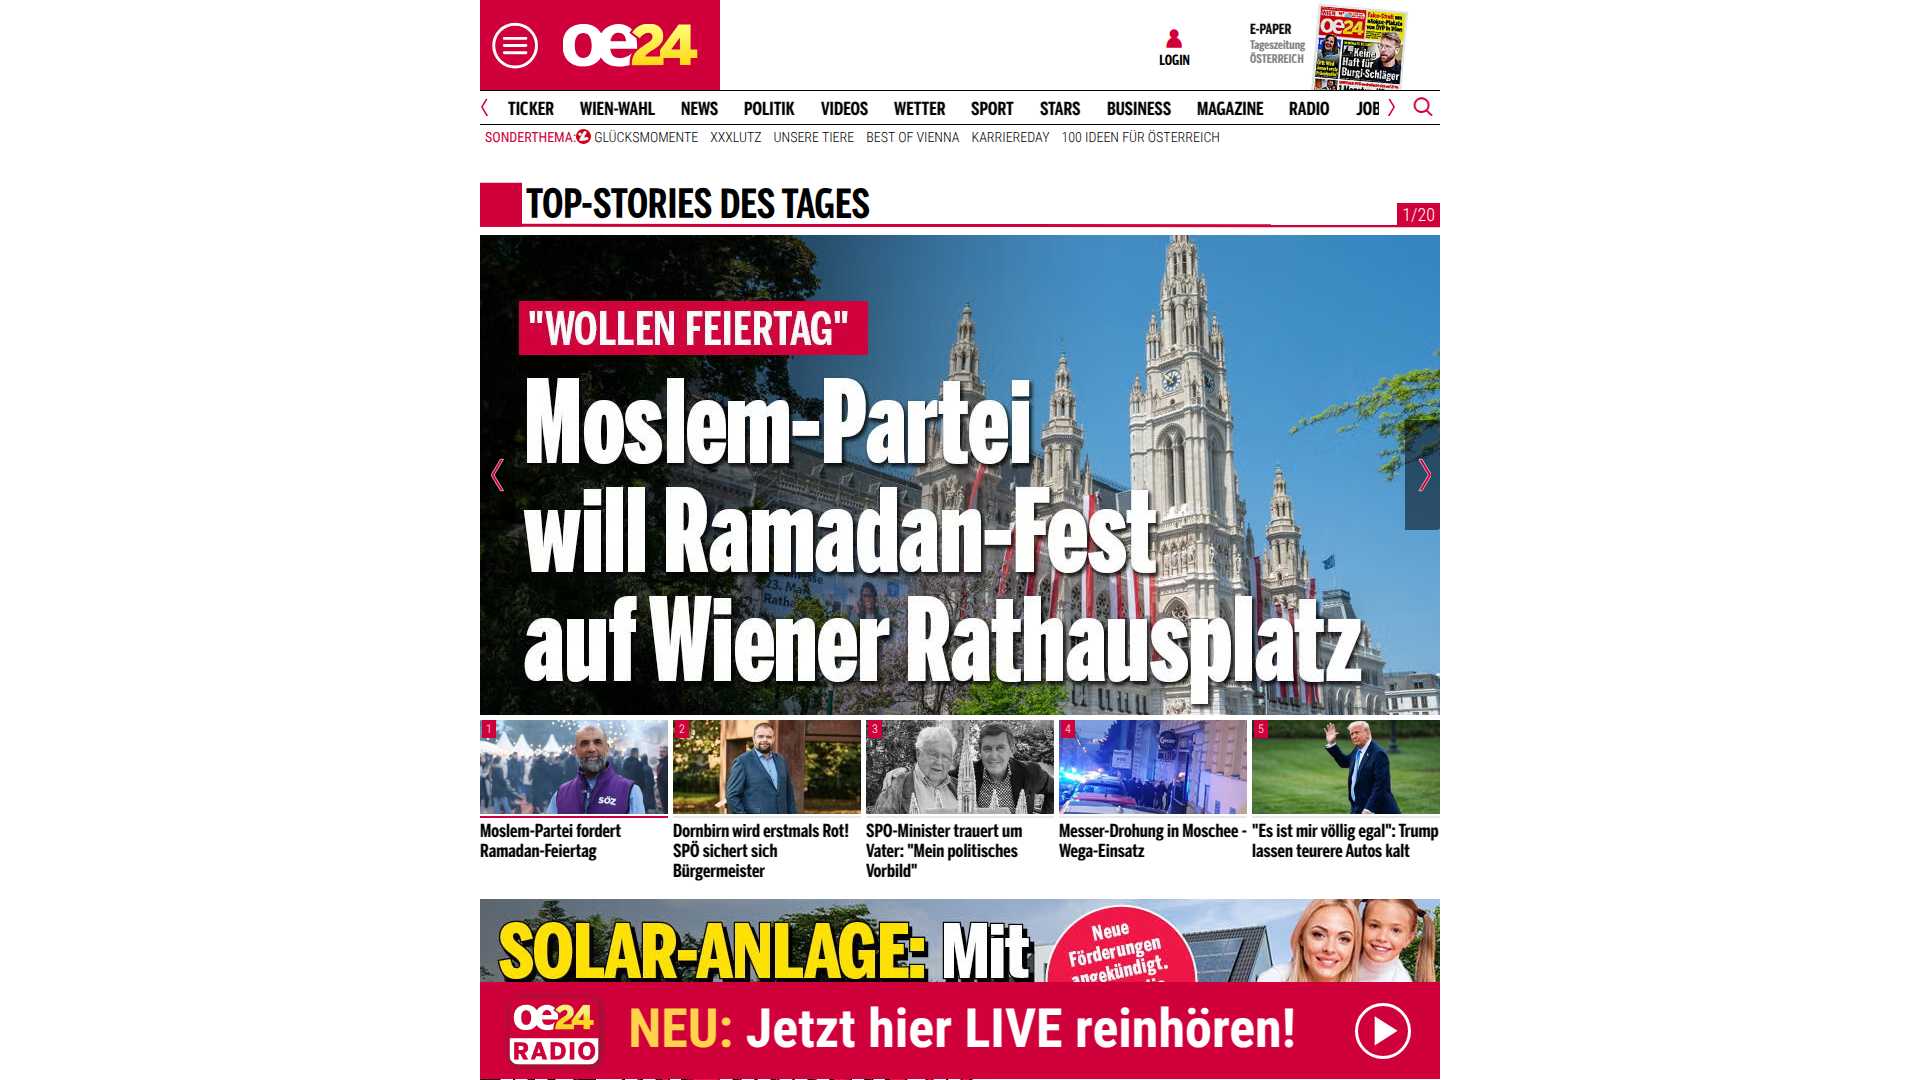 oe24
LOGIN
E-PAPER
Tageszeitung
ÖSTERREICH
oe24
Keine
Haft für
Burgi-Schläger
TICKER NEWS WIEN-WAHL NEWS POLITIK VIDEOS WETTER SPORT STARS BUSINESS MAGAZINE RADIO JOB
SONDERTHEMA: GLÜCKSMOMENTE XXXLUTZ UNSERE TIERE BEST OF VIENNA KARRIEREDAY 100 IDEEN FÜR ÖSTERREICH
TOP-STORIES DES TAGES
1/20
"WOLLEN FEIERTAG"
Moslem-Partei
will Ramadan-Fest
auf Wiener Rathausplatz
1
SÖZ
Moslem-Partei fordert
Ramadan-Feiertag
2
Dornbirn wird erstmals Rot!
SPÖ sichert sich
Bürgermeister
3
SPÖ-Minister trauert um
Vater: "Mein politisches
Vorbild"
4
Messer-Drohung in Moschee -
Wega-Einsatz
5
"Es ist mir völlig egal": Trump
lassen teurere Autos kalt
SOLAR-ANLAGE: Mit
Neue
Förderungen
angekündigt.
oe24
RADIO
NEU: Jetzt hier LIVE reinhören!